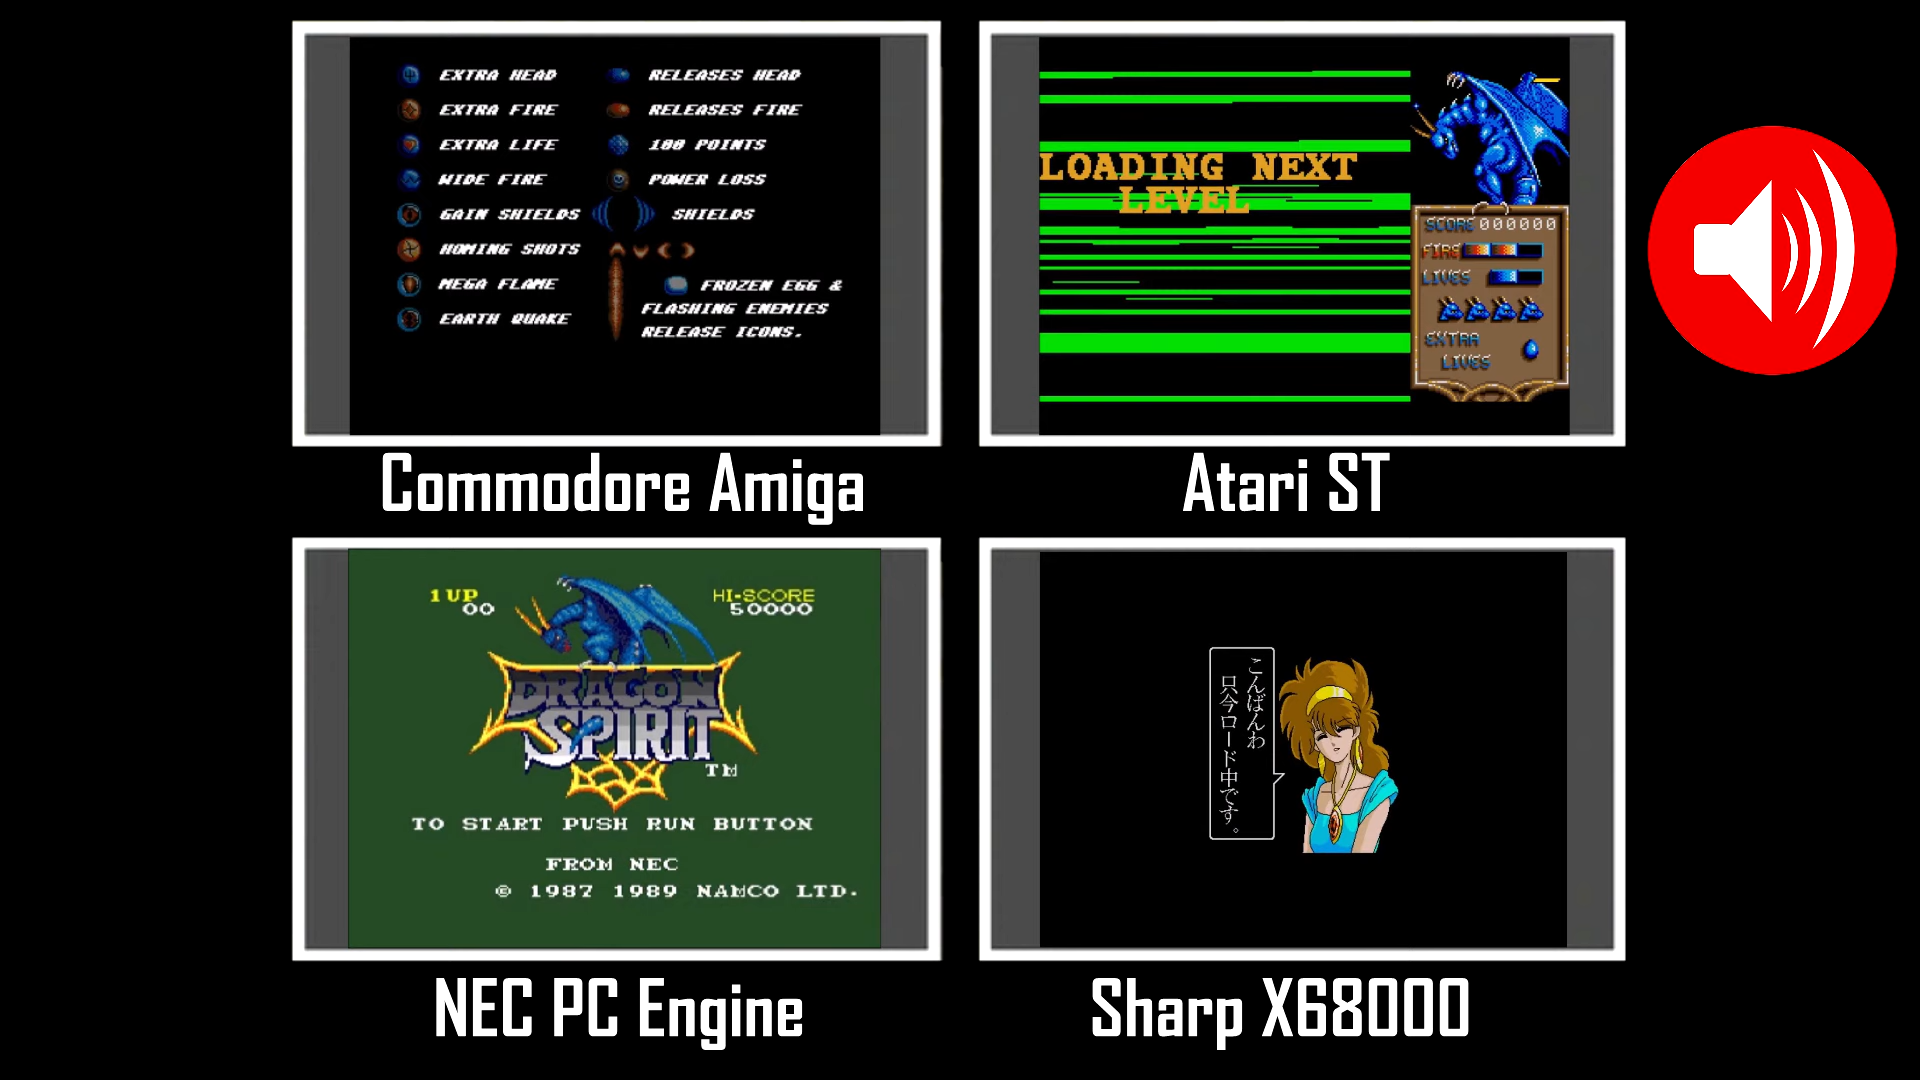 EXTRA HEAD
RELEASES HEAD
EXTRA FIRE
RELEASES FIRE
EXTRA LIFE
100 POINTS
WIDE FIRE
POWER LOSS
GAIN SHIELDS
SHIELDS
HOMING SHOTS
MEGA FLAME
FROZEN EGG &
FLASHING ENEMIES
EARTH QUAKE
RELEASE ICONS.
Commodore Amiga
LOADING NEXT
LEVEL
SCORE 000000
FIRE
LIVES
EXTRA
LIVES
Atari ST
1UP
00
HI-SCORE
50000
DRAGON
SPIRIT
TM
TO START PUSH RUN BUTTON
FROM NEC
© 1987 1989 NAMCO LTD.
NEC PC Engine
こんばんわ
只今ロード中です。
Sharp X68000